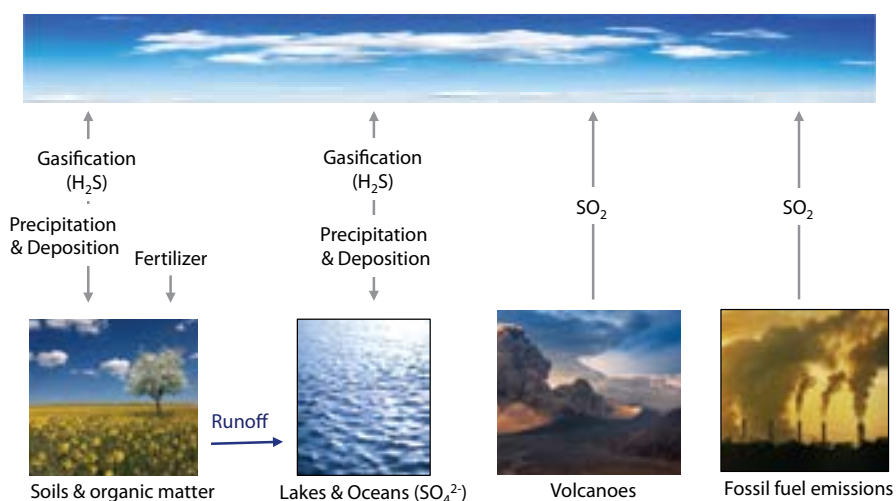 Gasification
(H₂S)
Precipitation
& Deposition
Fertilizer
Gasification
(H₂S)
Precipitation
& Deposition
SO₂
SO₂
Runoff
Soils & organic matter
Lakes & Oceans (SO₄²⁻)
Volcanoes
Fossil fuel emissions